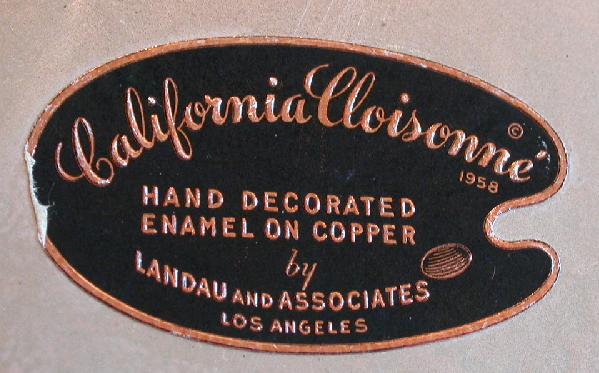 California Cloisonné ©
1958
HAND DECORATED
ENAMEL ON COPPER
by
LANDAU AND ASSOCIATES
LOS ANGELES